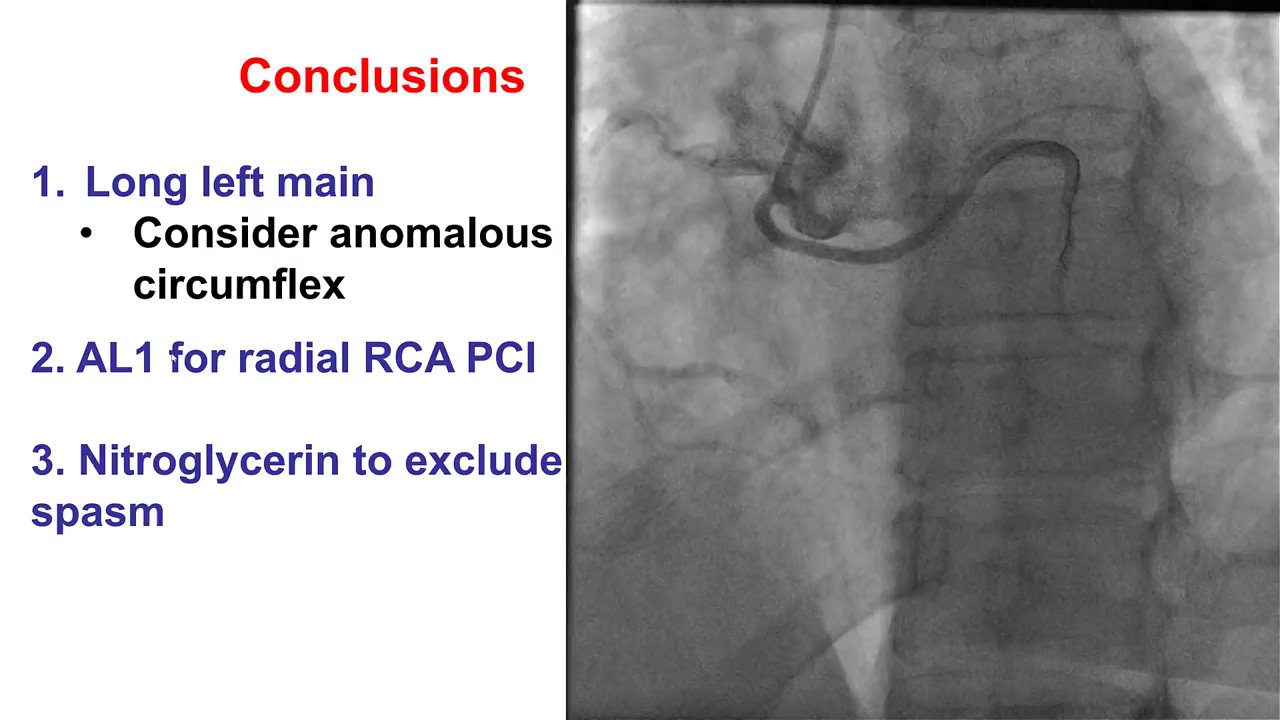 Conclusions
1. Long left main
• Consider anomalous
circumflex
2. AL1 for radial RCA PCI
3. Nitroglycerin to exclude
spasm